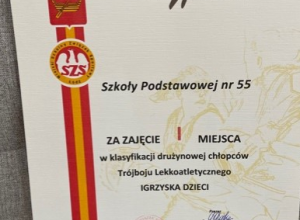 SZS
Szkoły Podstawowej nr 55
ZA ZAJĘCIE I MIEJSCA
w klasyfikacji drużynowej chłopców
Trójboju Lekkoatletycznego
IGRZYSKA DZIECI